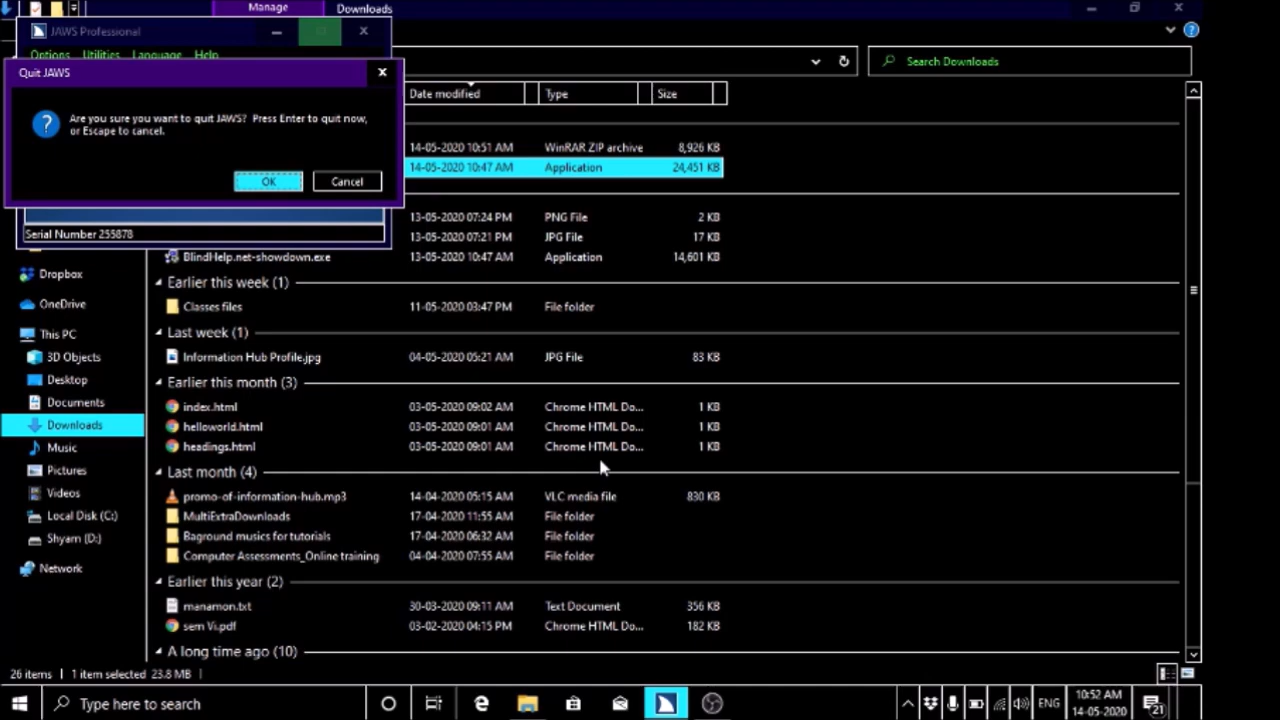 Manage
Downloads
JAWS Professional
Options Utilities Language Help
Search Downloads
Quit JAWS
Are you sure you want to quit JAWS? Press Enter to quit now,
or Escape to cancel.
OK Cancel
Serial Number 255878
Date modified Type Size
14-05-2020 10:51 AM WinRAR ZIP archive 8,926 KB
14-05-2020 10:47 AM Application 24,451 KB
13-05-2020 07:24 PM PNG File 2 KB
13-05-2020 07:21 PM JPG File 17 KB
BlindHelp.net-showdown.exe 13-05-2020 10:47 AM Application 14,601 KB
Earlier this week (1)
Classes files 11-05-2020 03:47 PM File folder
Last week (1)
Information Hub Profile.jpg 04-05-2020 05:21 AM JPG File 83 KB
Earlier this month (3)
index.html 03-05-2020 09:02 AM Chrome HTML Do... 1 KB
helloworld.html 03-05-2020 09:01 AM Chrome HTML Do... 1 KB
headings.html 03-05-2020 09:01 AM Chrome HTML Do... 1 KB
Last month (4)
promo-of-information-hub.mp3 14-04-2020 05:15 AM VLC media file 830 KB
MultiExtraDownloads 17-04-2020 11:55 AM File folder
Baground musics for tutorials 17-04-2020 06:32 AM File folder
Computer Assessments_Online training 04-04-2020 07:55 AM File folder
Earlier this year (2)
manamon.txt 30-03-2020 09:11 AM Text Document 356 KB
sem Vi.pdf 03-02-2020 04:15 PM Chrome HTML Do... 182 KB
A long time ago (10)
Dropbox
OneDrive
This PC
3D Objects
Desktop
Documents
Downloads
Music
Pictures
Videos
Local Disk (C:)
Shyam (D:)
Network
26 items 1 item selected 23.8 MB
Type here to search
ENG
10:52 AM
14-05-2020
21